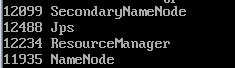 12099 SecondaryNameNode
12488 Jps
12234 ResourceManager
11935 NameNode